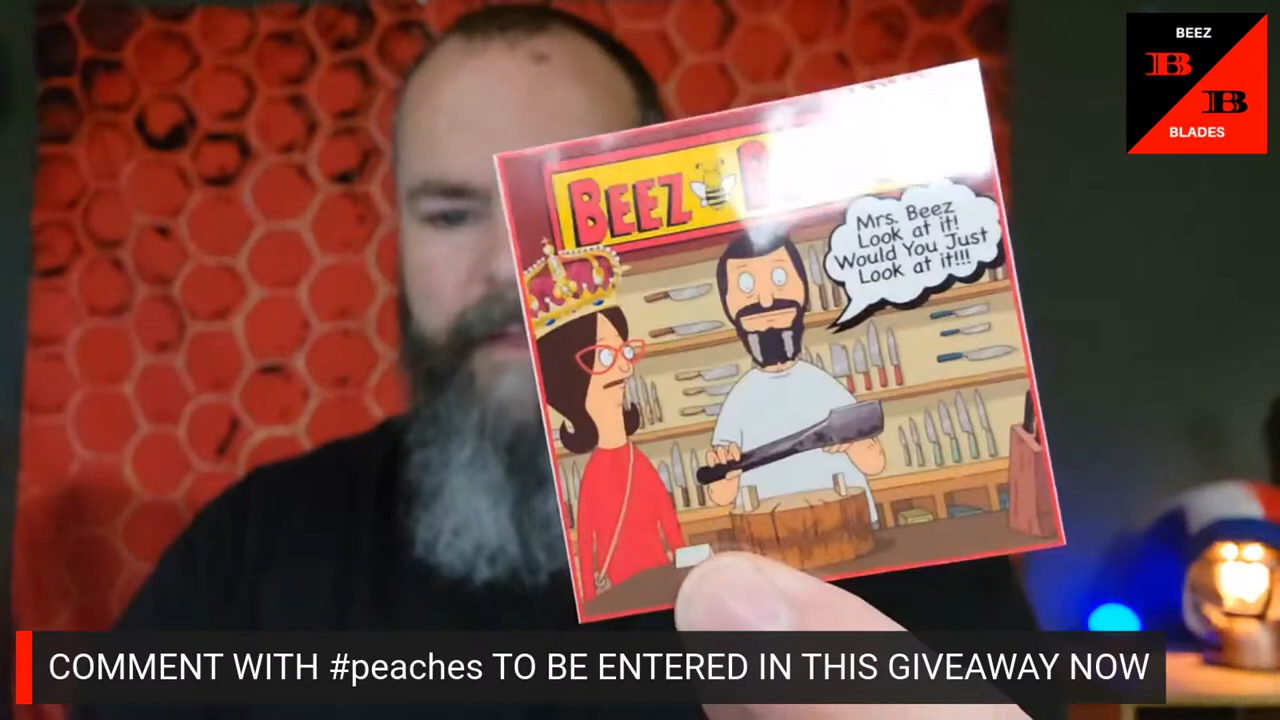 BEEZ
B B
BLADES
BEEZ
Mrs. Beez
Look at it!
Would You Just
Look at it!!!
COMMENT WITH #peaches TO BE ENTERED IN THIS GIVEAWAY NOW